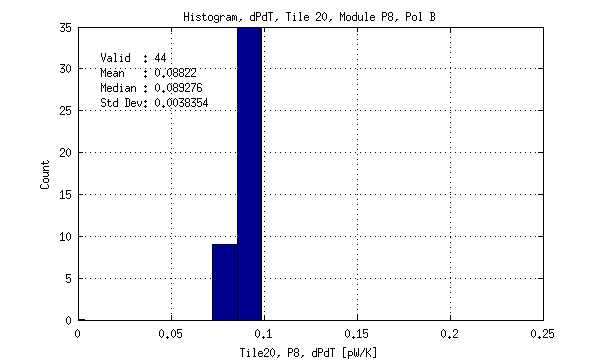 Histogram, dPdT, Tile 20, Module P8, Pol B
35
30
25
20
15
10
5
0
Count
Valid : 44
Mean : 0.08822
Median : 0.089276
Std Dev: 0.0038354
0 0.05 0.1 0.15 0.2 0.25
Tile20, P8, dPdT [pW/K]